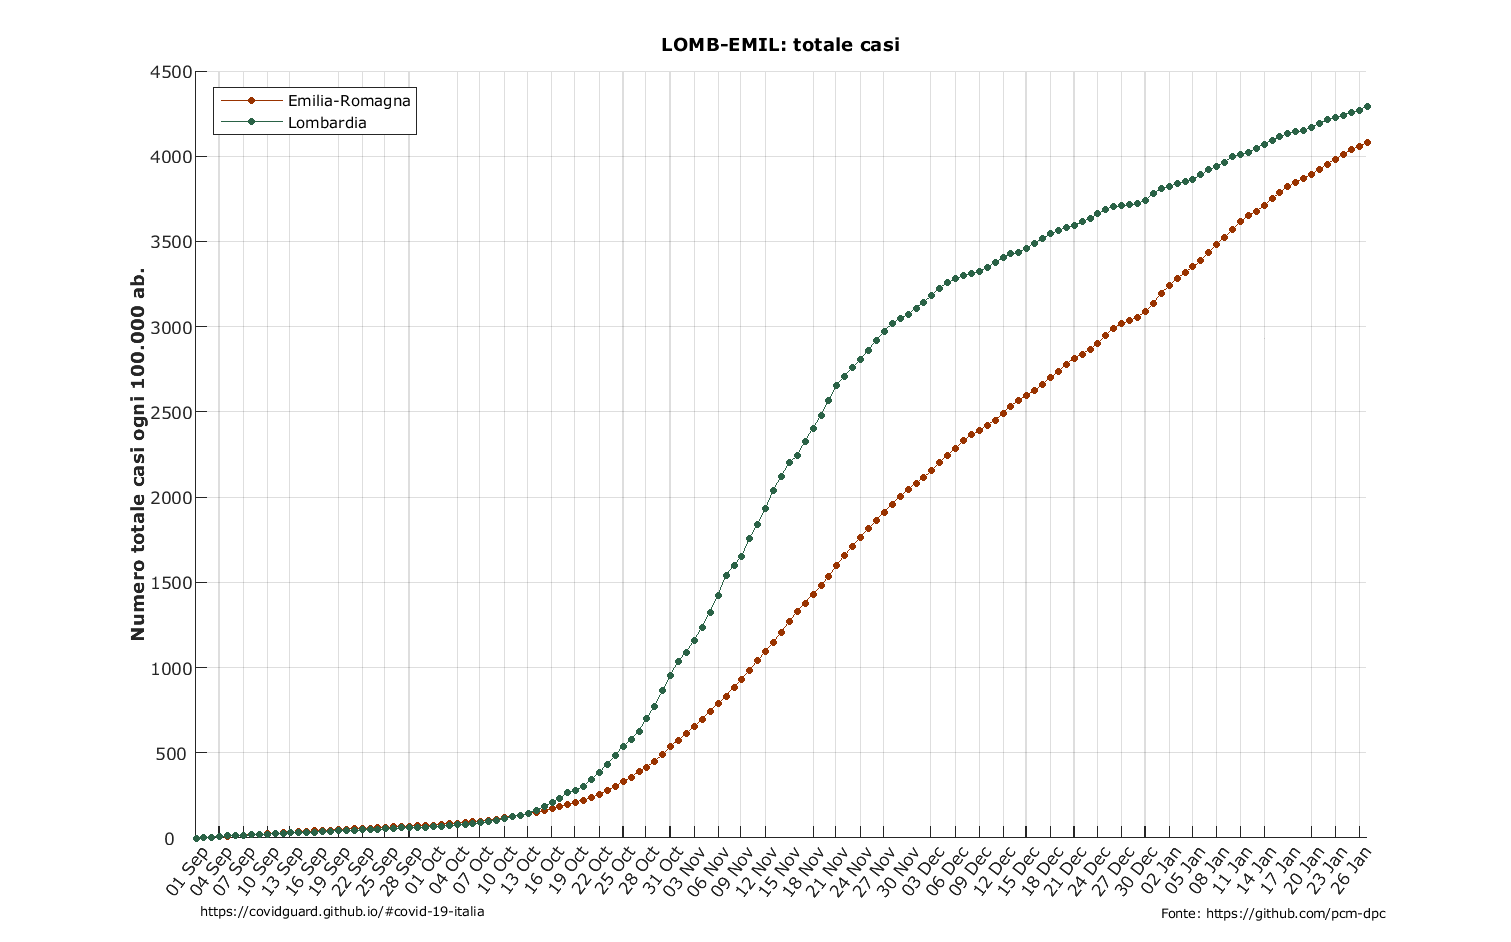 LOMB-EMIL: totale casi
Numero totale casi ogni 100.000 ab.
4500
4000
3500
3000
2500
2000
1500
1000
500
0
Emilia-Romagna
Lombardia
01 Sep
04 Sep
07 Sep
10 Sep
13 Sep
16 Sep
19 Sep
22 Sep
25 Sep
28 Sep
01 Oct
04 Oct
07 Oct
10 Oct
13 Oct
16 Oct
19 Oct
22 Oct
25 Oct
28 Oct
31 Oct
03 Nov
06 Nov
09 Nov
12 Nov
15 Nov
18 Nov
21 Nov
24 Nov
27 Nov
30 Nov
03 Dec
06 Dec
09 Dec
12 Dec
15 Dec
18 Dec
21 Dec
24 Dec
27 Dec
30 Dec
02 Jan
05 Jan
08 Jan
11 Jan
14 Jan
17 Jan
20 Jan
23 Jan
26 Jan
https://covidguard.github.io/#covid-19-italia
Fonte: https://github.com/pcm-dpc